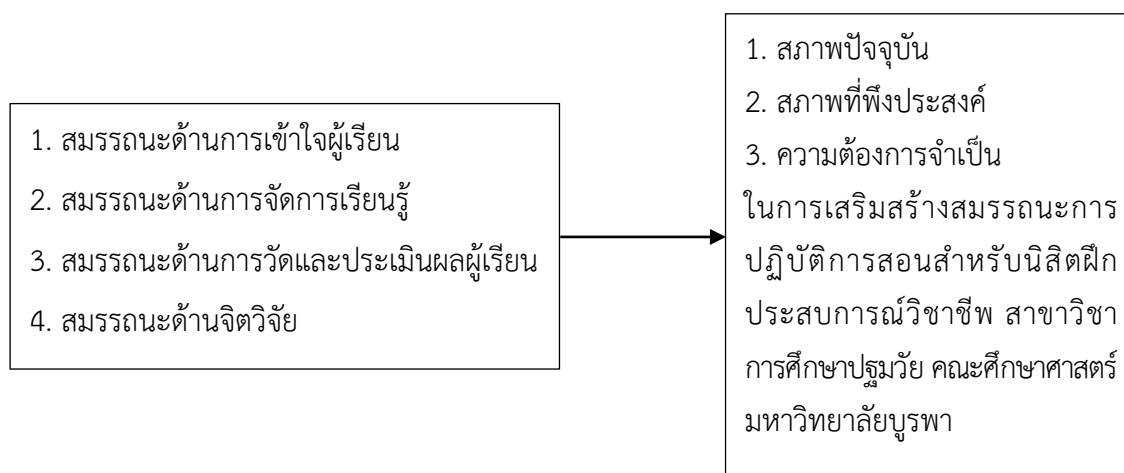 1. สมรรถนะด้านการเข้าใจผู้เรียน
2. สมรรถนะด้านการจัดการเรียนรู้
3. สมรรถนะด้านการวัดและประเมินผลผู้เรียน
4. สมรรถนะด้านจิตวิจัย
1. สภาพปัจจุบัน
2. สภาพที่พึงประสงค์
3. ความต้องการจำเป็น
ในการเสริมสร้างสมรรถนะการ
ปฏิบัติการสอนสำหรับนิสิตฝึก
ประสบการณ์วิชาชีพ สาขาวิชา
การศึกษาปฐมวัย คณะศึกษาศาสตร์
มหาวิทยาลัยบูรพา